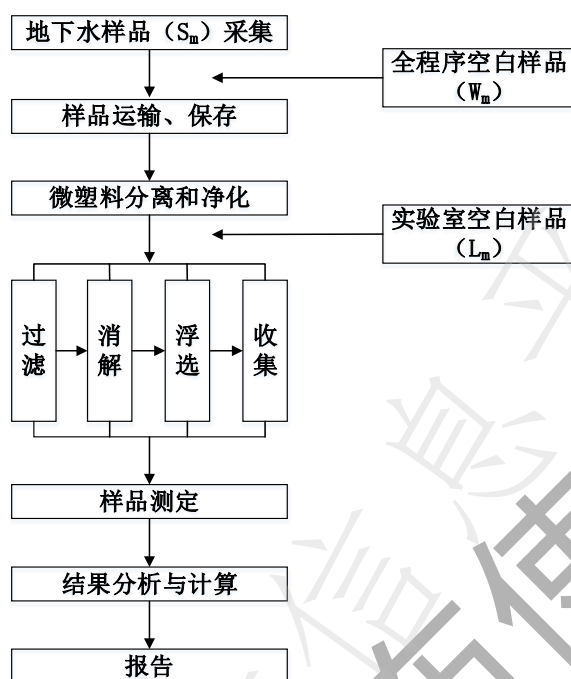 地下水样品（Sm）采集
全程序空白样品
（Wm）
样品运输、保存
微塑料分离和净化
实验室空白样品
（Lm）
过滤
消解
浮选
收集
样品测定
结果分析与计算
报告